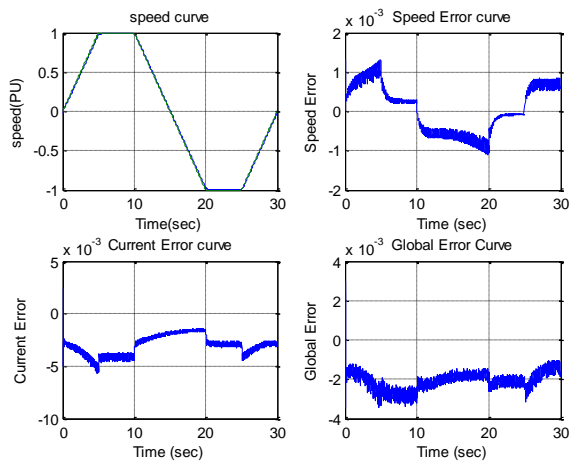 speed curve
1
0.5
0
-0.5
-1
speed(PU)
0 10 20 30
Time(sec)
x 10 -3
Speed Error curve
2
1
0
-1
-2
Speed Error
0 10 20 30
Time(sec)
x 10 -3
Current Error curve
5
0
-5
-10
Current Error
0 10 20 30
Time (sec)
x 10 -3
Global Error Curve
4
2
0
-2
-4
Global Error
0 10 20 30
Time (sec)